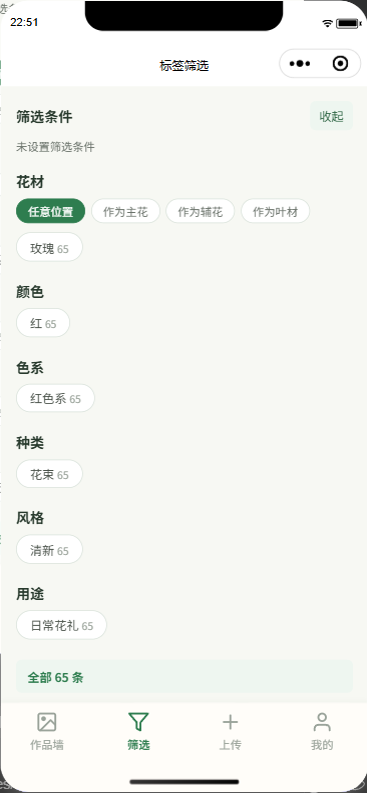 22:51
标签筛选
筛选条件
收起
未设置筛选条件
花材
任意位置 作为主花 作为辅花 作为叶材
玫瑰 65
颜色
红 65
色系
红色系 65
种类
花束 65
风格
清新 65
用途
日常花礼 65
全部 65 条
作品墙 筛选 上传 我的